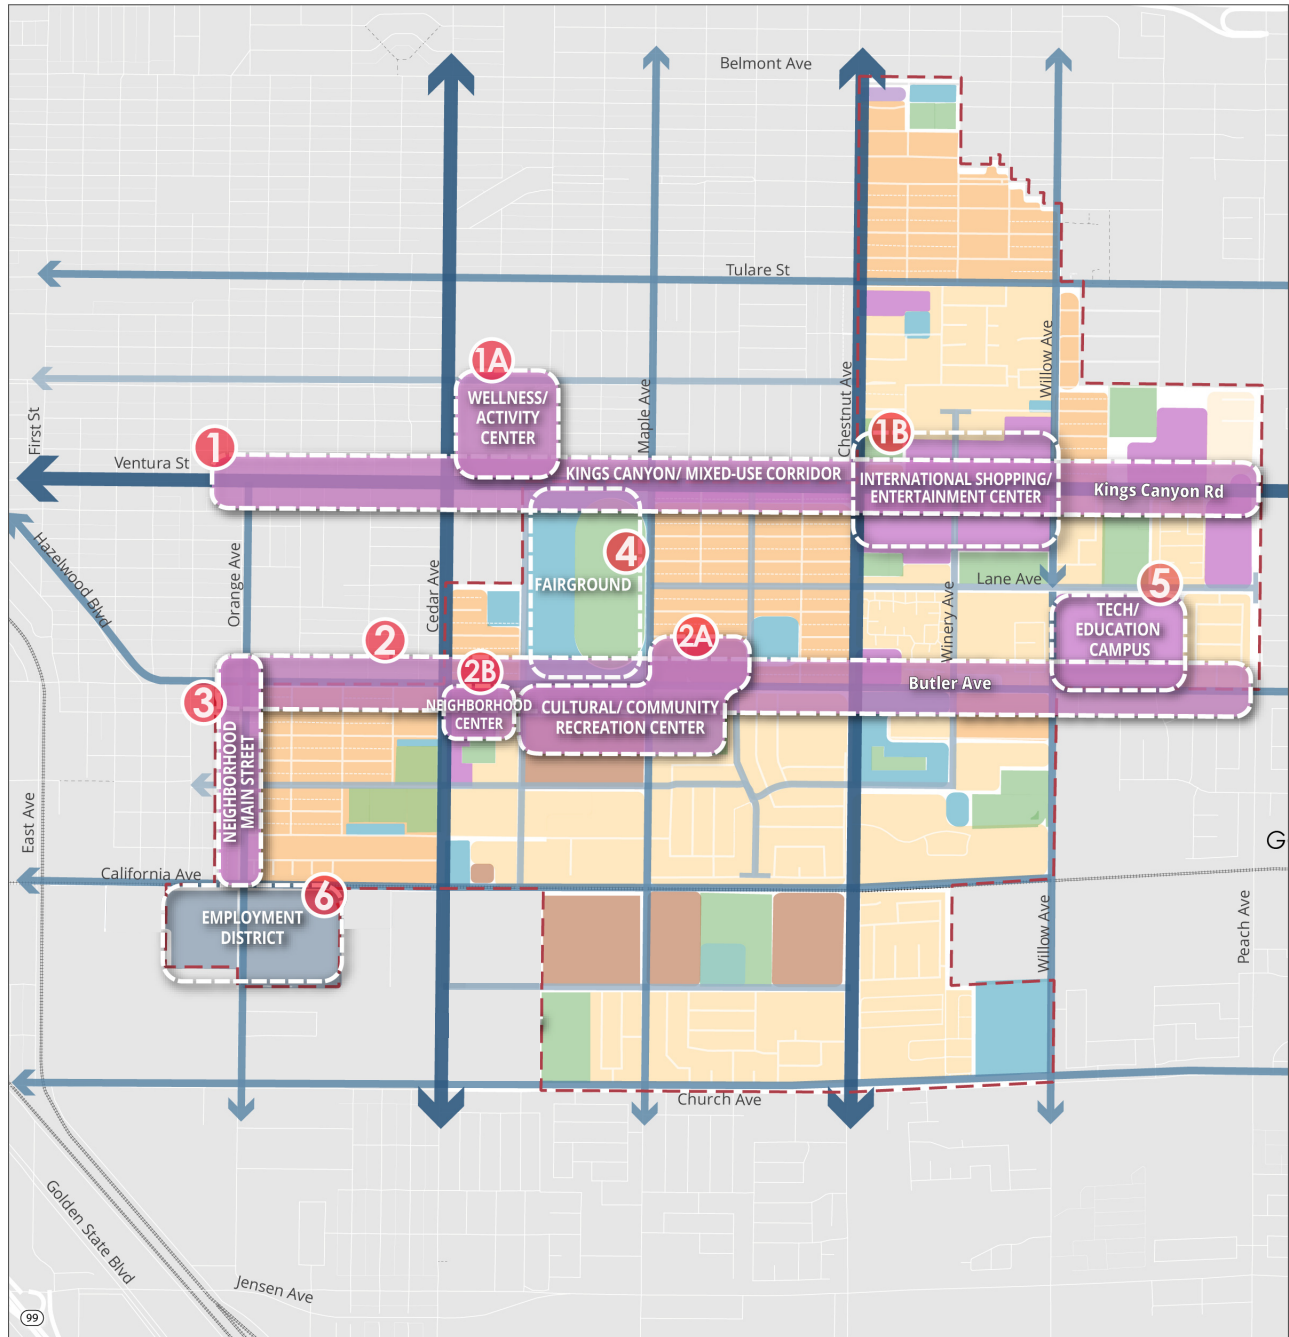 Belmont Ave
Tulare St
1A
WELLNESS/
ACTIVITY
CENTER
First St
Maple Ave
Chestnut Ave
Willow Ave
1
1B
Ventura St
KINGS CANYON/ MIXED-USE CORRIDOR
INTERNATIONAL SHOPPING/
ENTERTAINMENT CENTER
Kings Canyon Rd
Hazelwood Blvd
Orange Ave
Cedar Ave
4
FAIRGROUND
Lane Ave
Winery Ave
5
TECH/
EDUCATION
CAMPUS
2
2A
2B
Butler Ave
3
NEIGHBORHOOD
CENTER
CULTURAL/ COMMUNITY
RECREATION CENTER
NEIGHBORHOOD
MAIN STREET
East Ave
G
California Ave
6
EMPLOYMENT
DISTRICT
Willow Ave
Peach Ave
Church Ave
Golden State Blvd
Jensen Ave
99